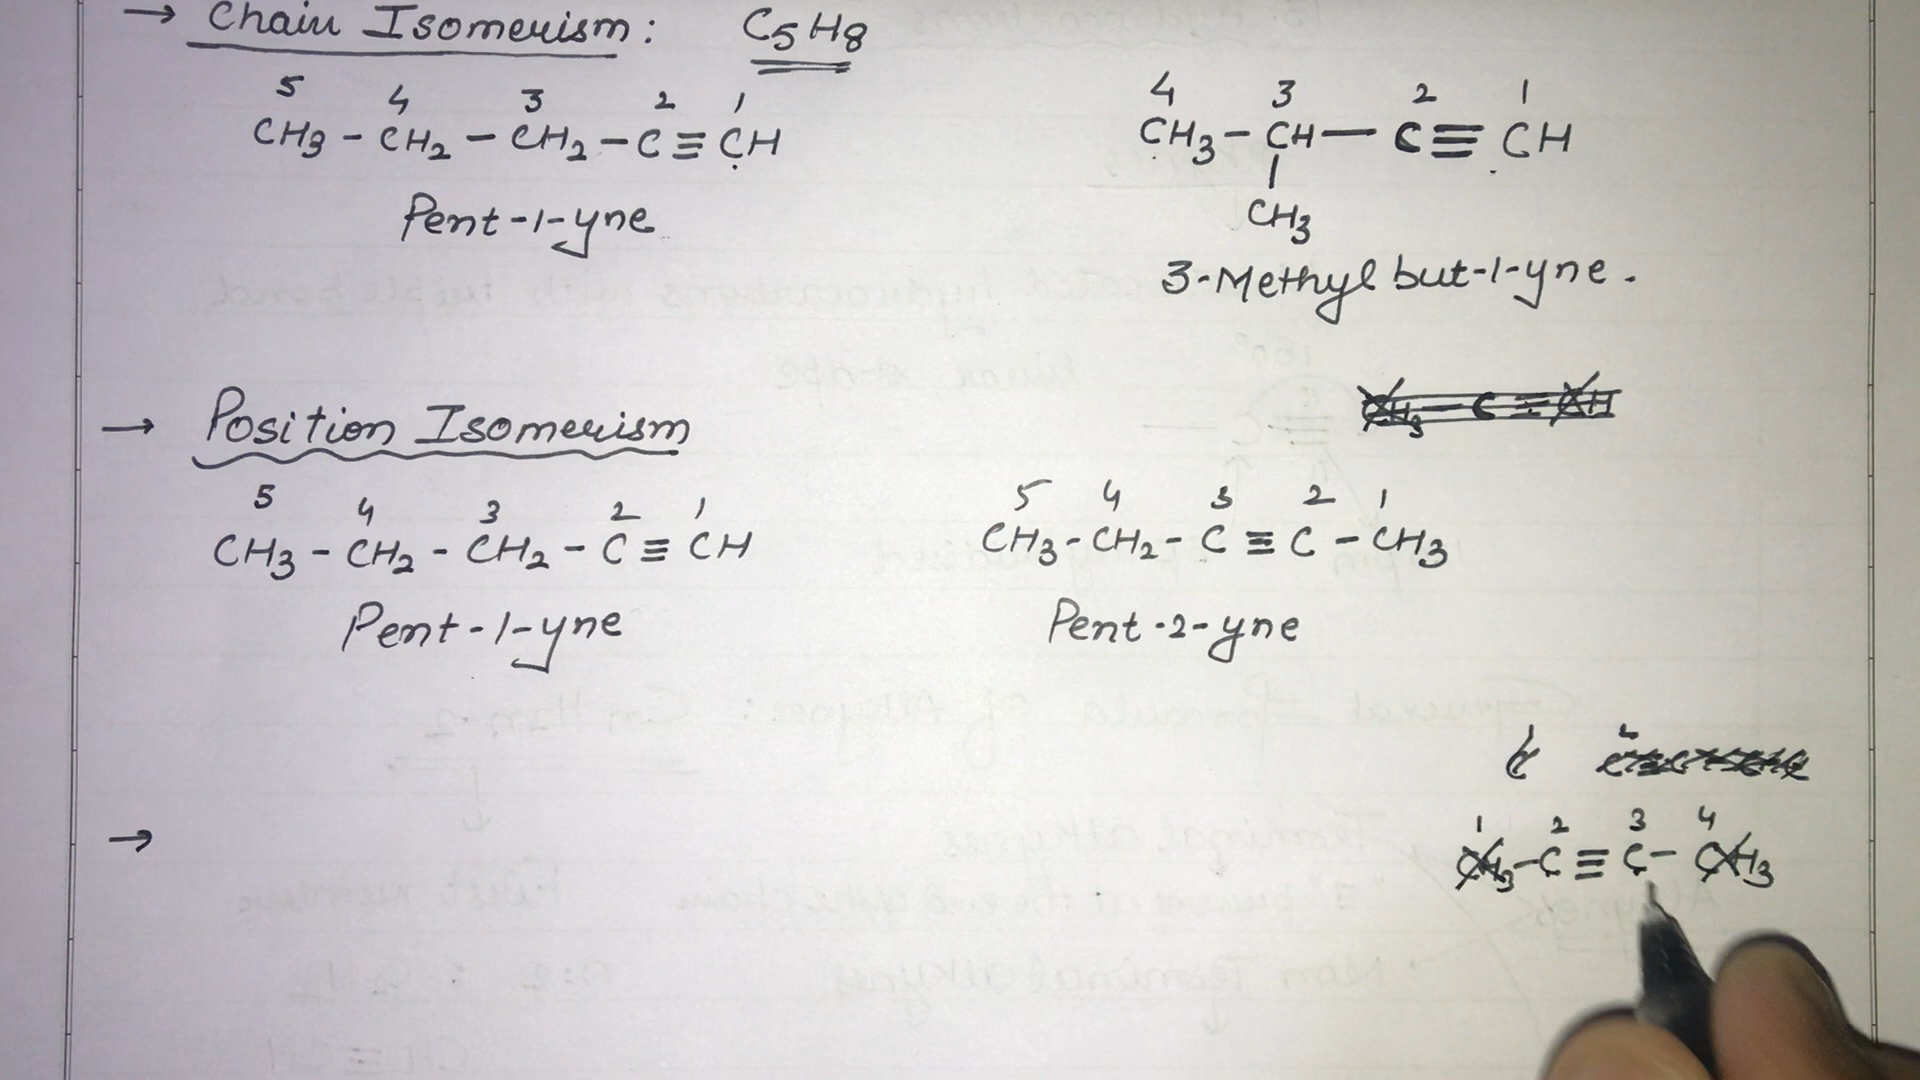 → Chain Isomerism : C5H8
5 4 3 2 1
CH3 - CH2 - CH2 - C ≡ CH
Pent-1-yne
4 3 2 1
CH3 - CH - C ≡ CH
|
CH3
3-Methyl but-1-yne.
→ Position Isomerism
CH3 - C ≡ CH
5 4 3 2 1
CH3 - CH2 - CH2 - C ≡ CH
Pent-1-yne
5 4 3 2 1
CH3 - CH2 - C ≡ C - CH3
Pent-2-yne
→
1 2 3 4
CH3 - C ≡ C - CH3